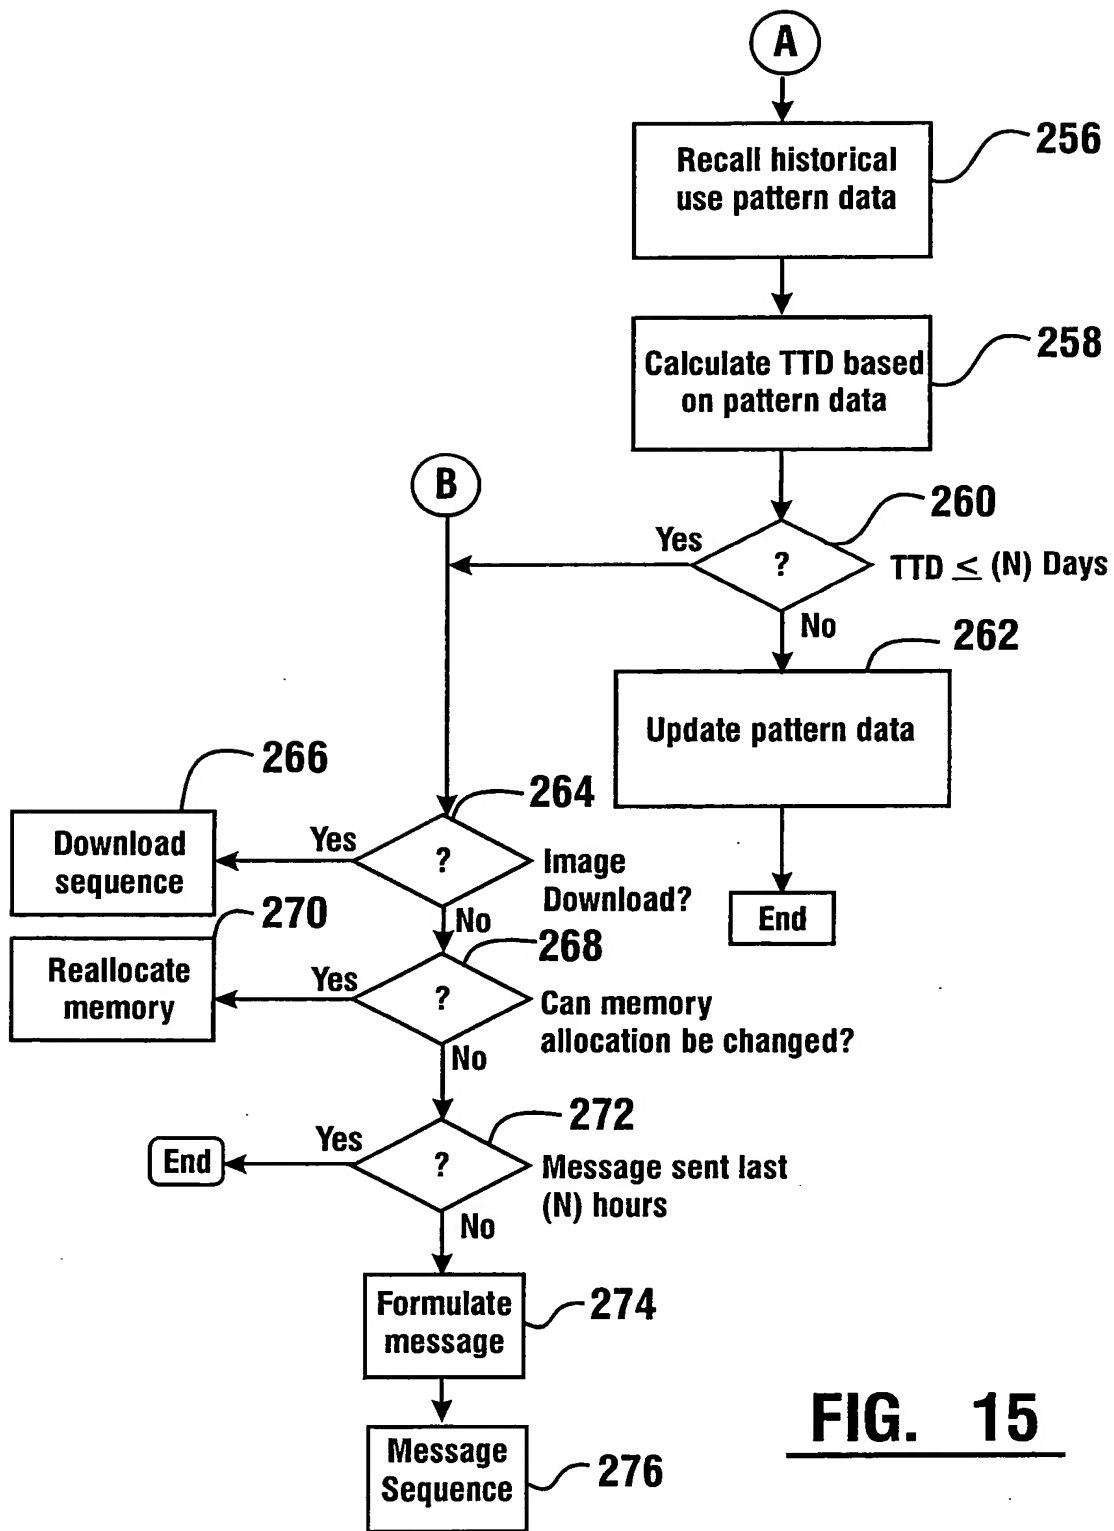 A
Recall historical
use pattern data
256
Calculate TTD based
on pattern data
258
B
260
Yes
?
TTD ≤ (N) Days
No
262
Update pattern data
266
264
Download
sequence
Yes
?
Image
Download?
End
No
270
268
Reallocate
memory
Yes
?
Can memory
allocation be changed?
No
272
End
Yes
?
Message sent last
(N) hours
No
Formulate
message
274
Message
Sequence
276
FIG. 15